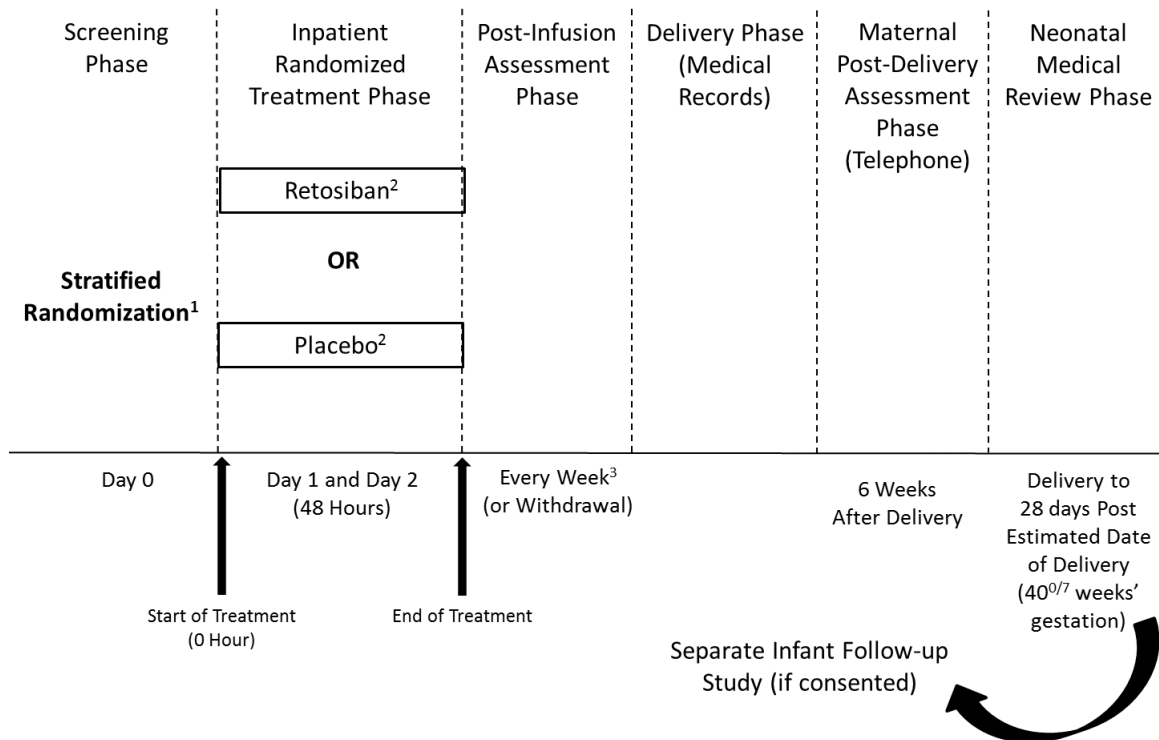 Screening
Phase
Inpatient
Randomized
Treatment Phase
Post-Infusion
Assessment
Phase
Delivery Phase
(Medical
Records)
Maternal
Post-Delivery
Assessment
Phase
(Telephone)
Neonatal
Medical
Review Phase
Stratified
Randomization¹
Retosiban²
OR
Placebo²
Day 0
Day 1 and Day 2
(48 Hours)
Every Week³
(or Withdrawal)
6 Weeks
After Delivery
Delivery to
28 days Post
Estimated Date
of Delivery
(40⁰/⁷ weeks’
gestation)
Start of Treatment
(0 Hour)
End of Treatment
Separate Infant Follow-up
Study (if consented)